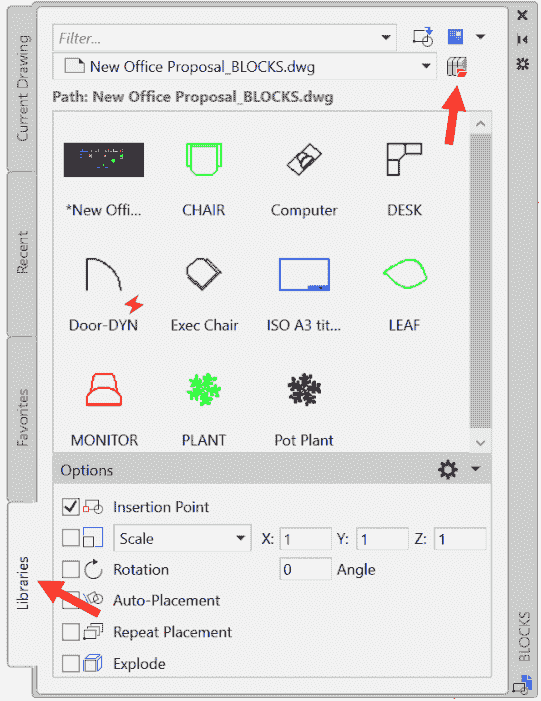 Filter...
New Office Proposal_BLOCKS.dwg
Path: New Office Proposal_BLOCKS.dwg
*New Offi... CHAIR Computer DESK
Door-DYN Exec Chair ISO A3 tit... LEAF
MONITOR PLANT Pot Plant
Options
Insertion Point
Scale X: 1 Y: 1 Z: 1
Rotation 0 Angle
Auto-Placement
Repeat Placement
Explode
Current Drawing
Recent
Favorites
Libraries
BLOCKS